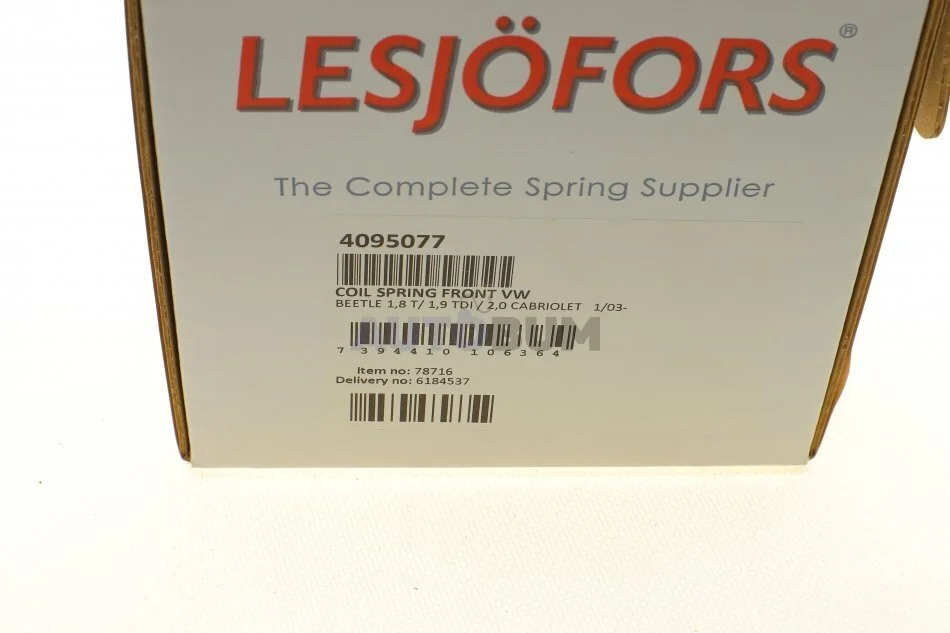 LESJÖFORS®
The Complete Spring Supplier
4095077
COIL SPRING FRONT VW
BEETLE 1,8 T/ 1,9 TDI / 2,0 CABRIOLET 1/03-
AUTOBUM
7 394410 106364
Item no: 78716
Delivery no: 6184537